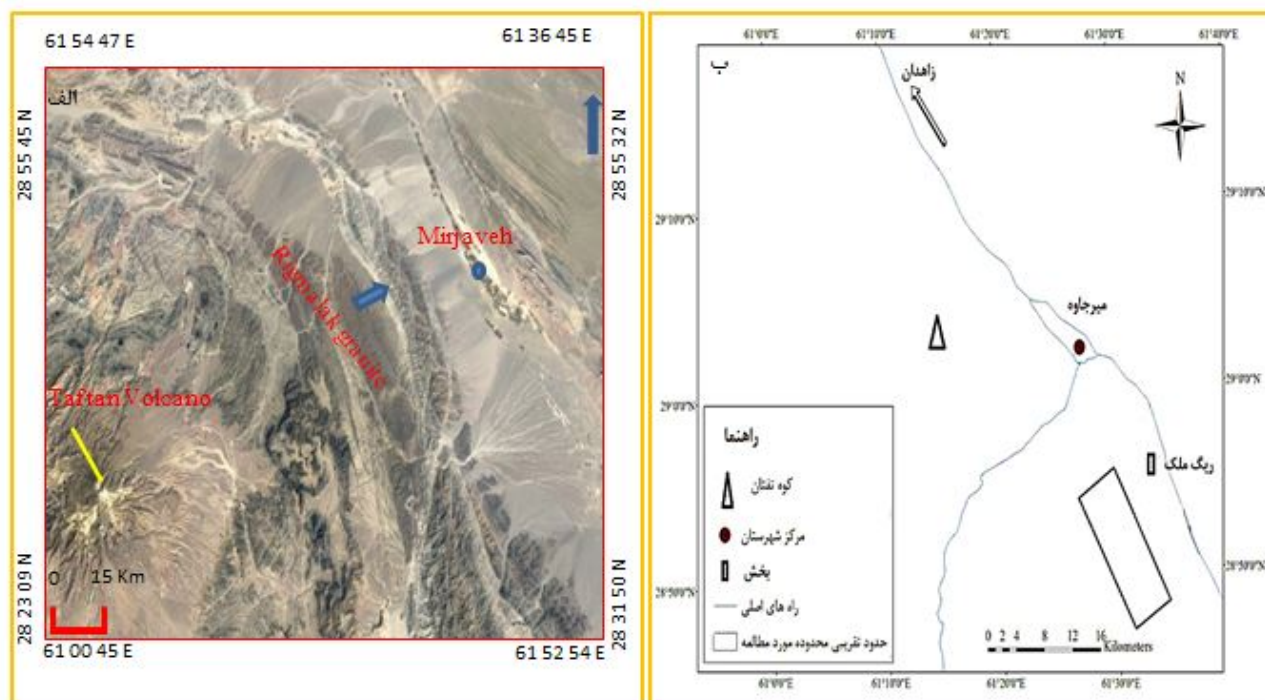 61 54 47 E
61 36 45 E
الف
28 55 45 N
28 55 32 N
Mirjaveh
Rigmalak granite
Taftan Volcano
0 15 Km
28 23 09 N
28 31 50 N
61 00 45 E
61 52 54 E
61°0'0"E 61°10'0"E 61°20'0"E 61°30'0"E 61°40'0"E
ب
زاهدان
N
29°10'0"N
29°10'0"N
میرجاوه
29°0'0"N
29°0'0"N
ریگ ملک
راهنما
کوه تفتان
مرکز شهرستان
بخش
راه های اصلی
حدود تقریبی محدوده مورد مطالعه
28°50'0"N
28°50'0"N
0 2 4 8 12 16
Kilometers
61°0'0"E 61°10'0"E 61°20'0"E 61°30'0"E